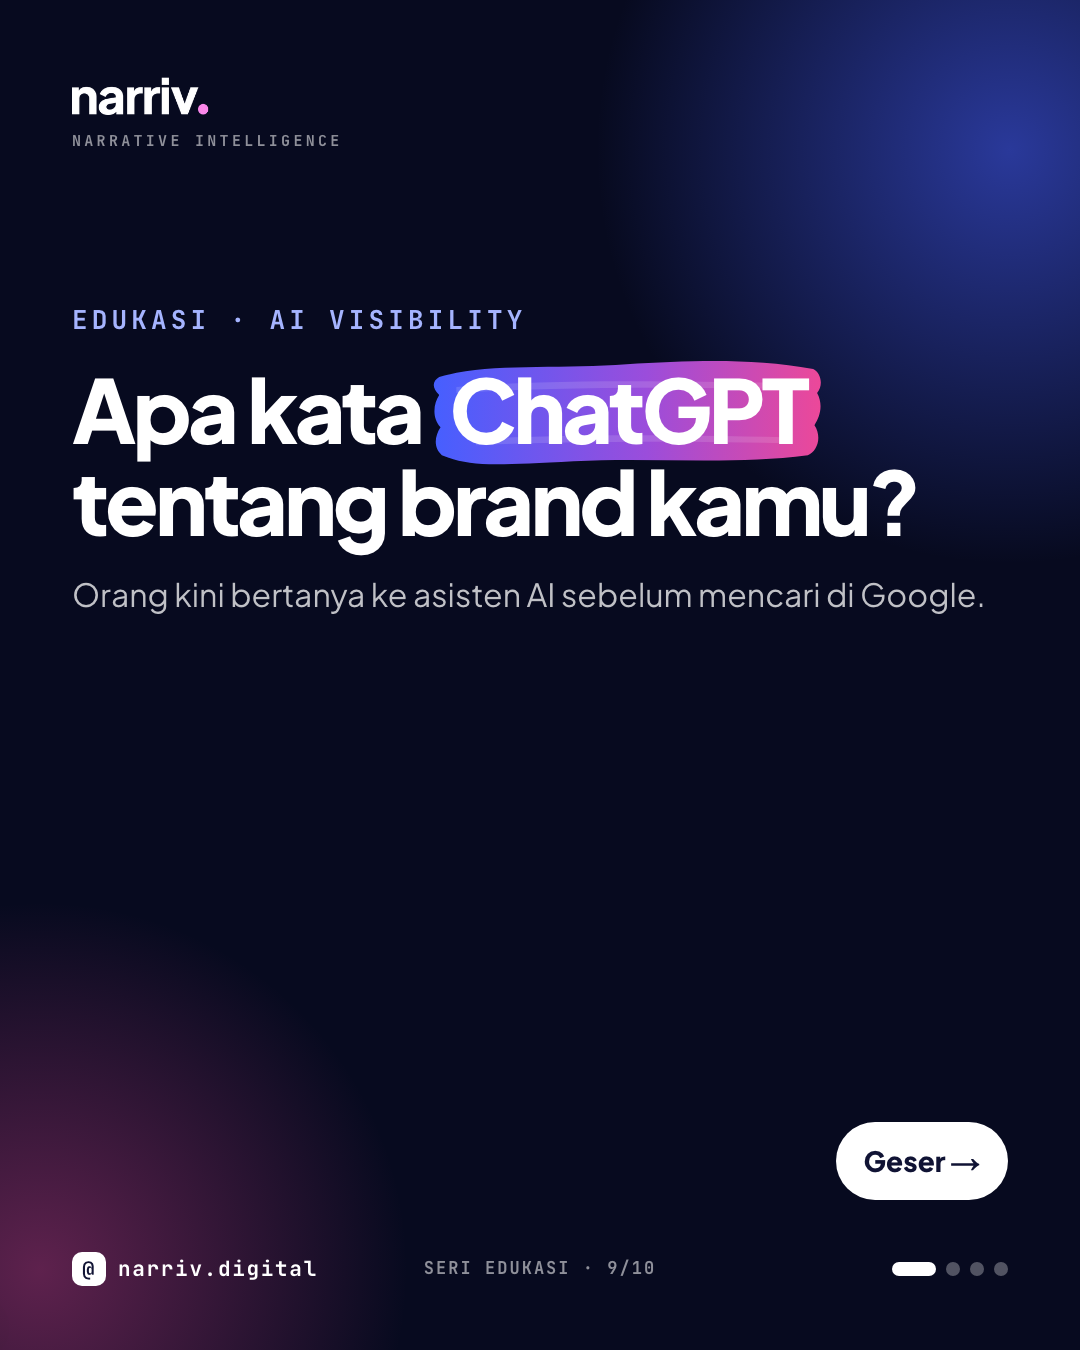 narriv.
NARRATIVE INTELLIGENCE
EDUKASI · AI VISIBILITY
Apa kata ChatGPT
tentang brand kamu?
Orang kini bertanya ke asisten AI sebelum mencari di Google.
Geser →
@ narriv.digital
SERI EDUKASI · 9/10